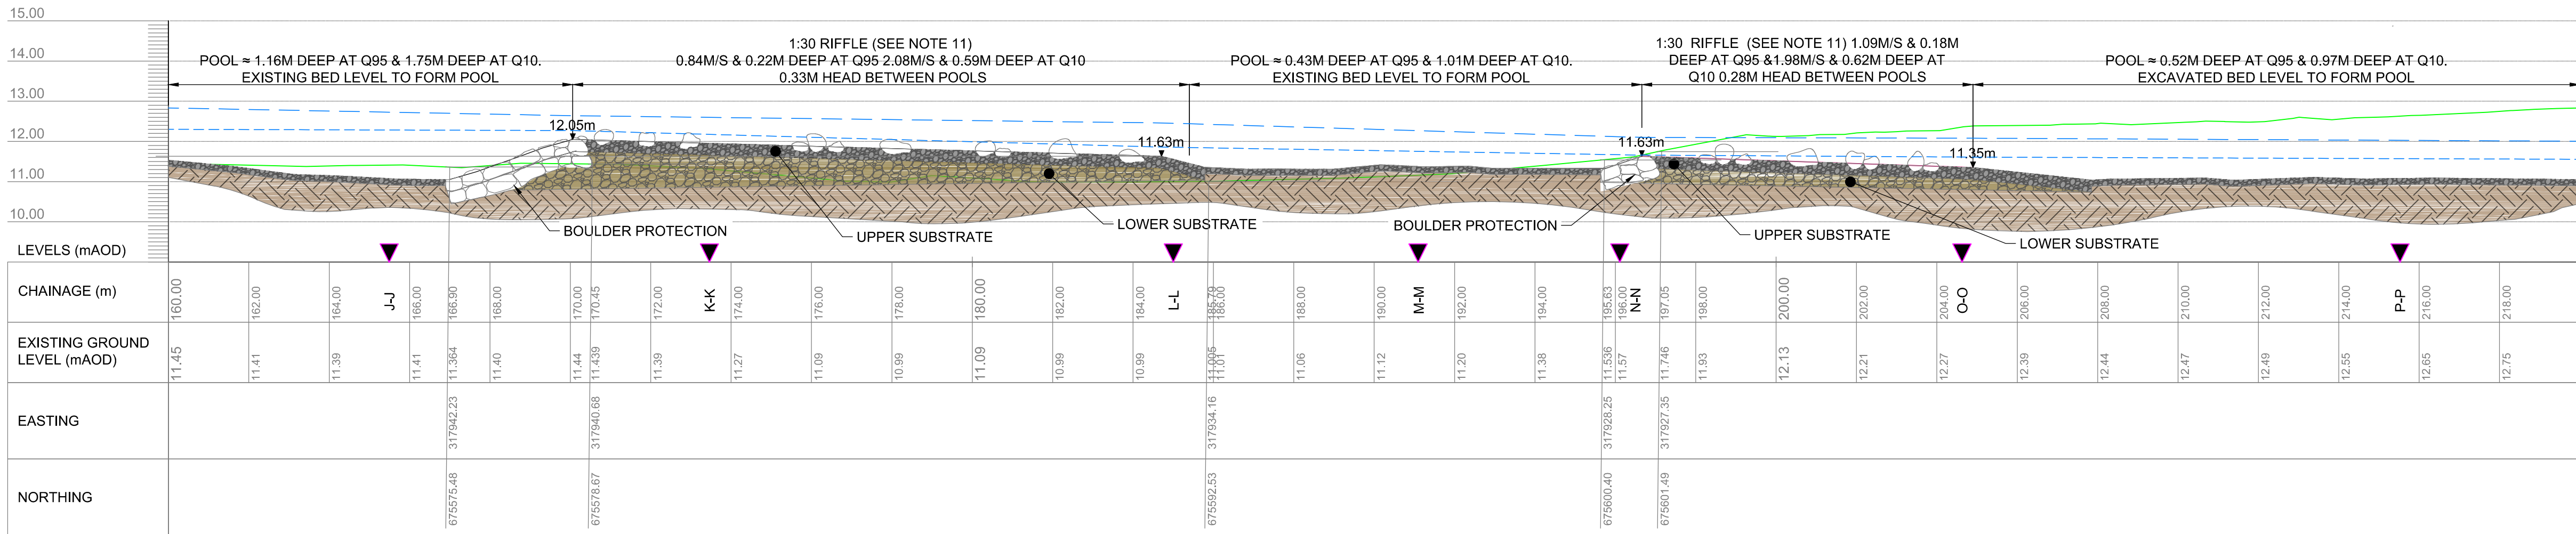 15.00
14.00
13.00
12.00
11.00
10.00
POOL ≈ 1.16M DEEP AT Q95 & 1.75M DEEP AT Q10.
EXISTING BED LEVEL TO FORM POOL
1:30 RIFFLE (SEE NOTE 11)
0.84M/S & 0.22M DEEP AT Q95 2.08M/S & 0.59M DEEP AT Q10
0.33M HEAD BETWEEN POOLS
POOL ≈ 0.43M DEEP AT Q95 & 1.01M DEEP AT Q10.
EXISTING BED LEVEL TO FORM POOL
1:30 RIFFLE (SEE NOTE 11) 1.09M/S & 0.18M
DEEP AT Q95 &1.98M/S & 0.62M DEEP AT
Q10 0.28M HEAD BETWEEN POOLS
POOL ≈ 0.52M DEEP AT Q95 & 0.97M DEEP AT Q10.
EXCAVATED BED LEVEL TO FORM POOL
12.05m
11.63m
11.63m
11.35m
BOULDER PROTECTION
UPPER SUBSTRATE
LOWER SUBSTRATE
BOULDER PROTECTION
UPPER SUBSTRATE
LOWER SUBSTRATE
LEVELS (mAOD)
CHAINAGE (m)
160.00
162.00
164.00
J-J
166.00
166.90
168.00
170.00
170.45
172.00
K-K
174.00
176.00
178.00
180.00
182.00
184.00
L-L
185.79
186.00
188.00
190.00
M-M
192.00
194.00
195.63
196.00
N-N
197.05
198.00
200.00
202.00
204.00
O-O
206.00
208.00
210.00
212.00
214.00
P-P
216.00
218.00
EXISTING GROUND
LEVEL (mAOD)
11.45
11.41
11.39
11.41
11.364
11.40
11.44
11.439
11.39
11.27
11.09
10.99
11.09
10.99
10.99
11.005
11.01
11.06
11.12
11.20
11.38
11.536
11.57
11.746
11.93
12.13
12.21
12.27
12.39
12.44
12.47
12.49
12.55
12.65
12.75
EASTING
317942.23
317940.68
317934.16
317928.25
317927.35
NORTHING
675575.48
675578.67
675592.53
675600.40
675601.49